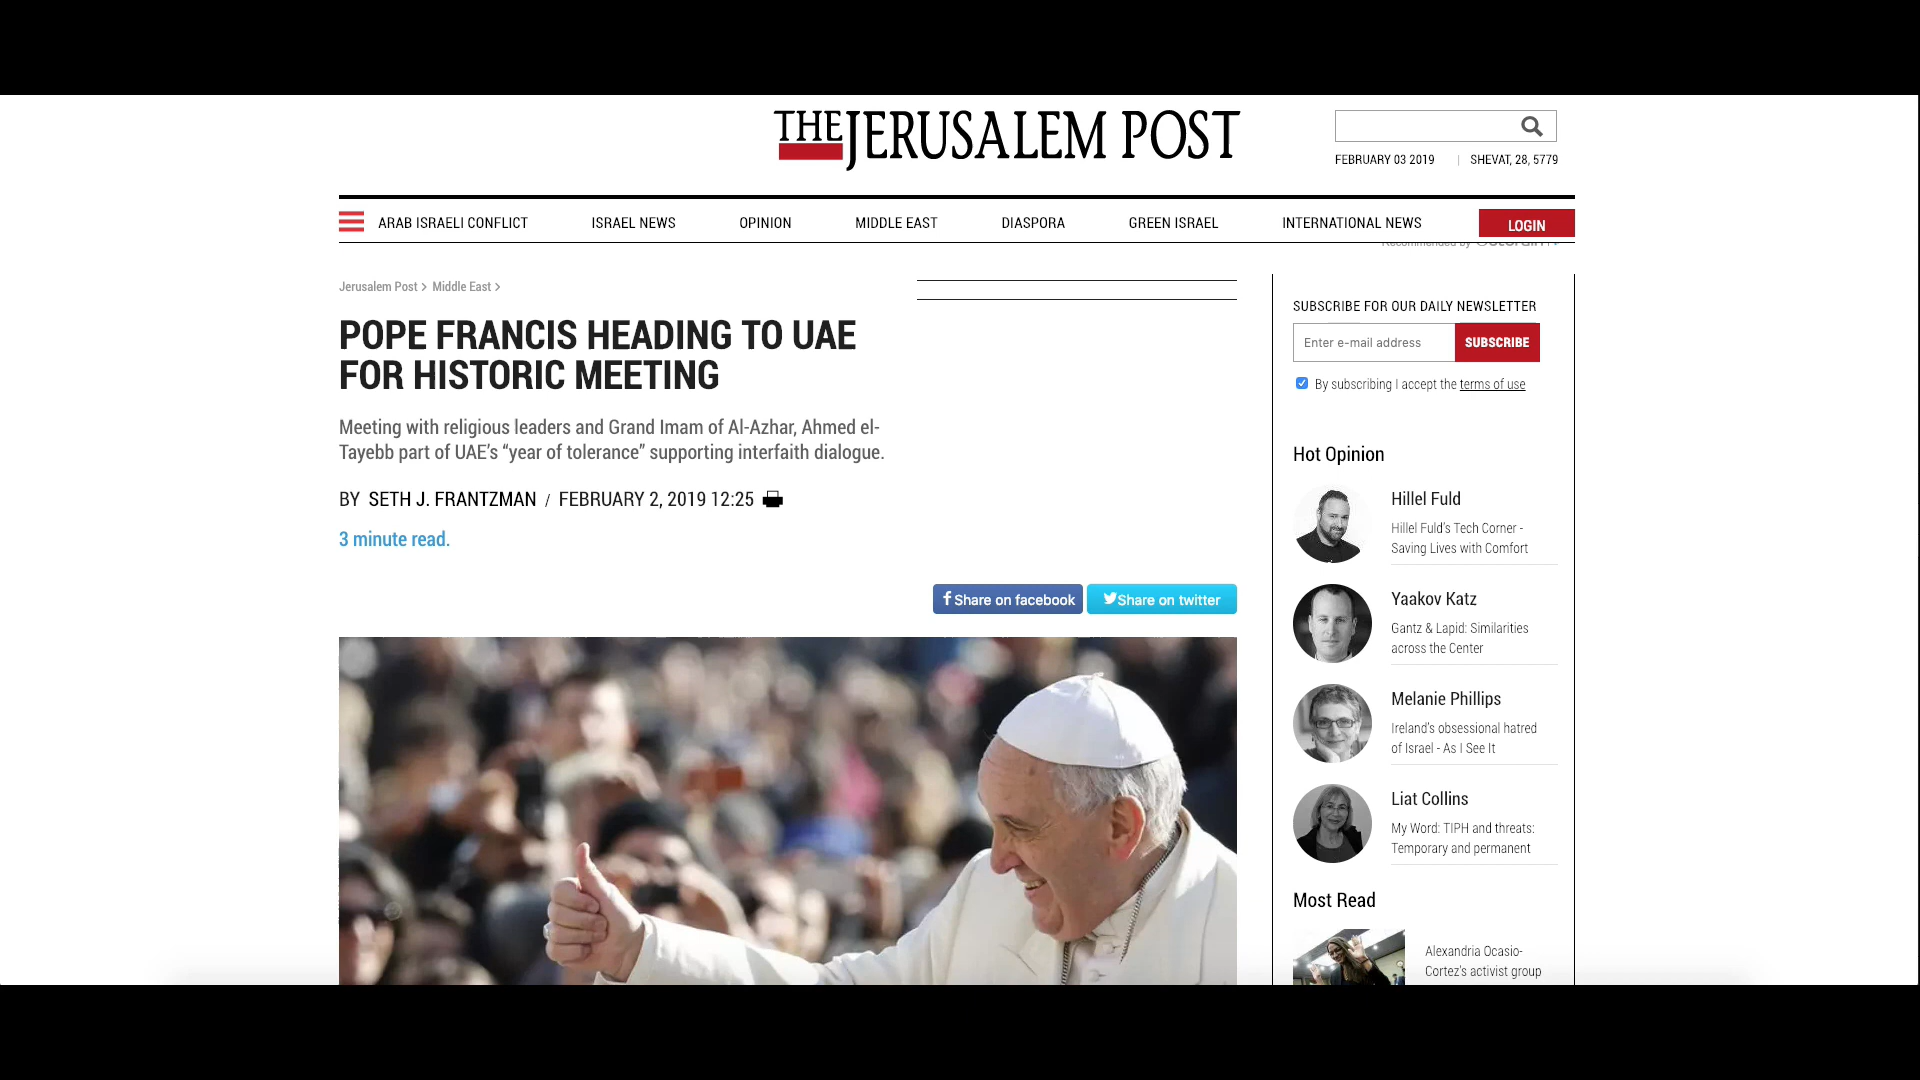 THE JERUSALEM POST
FEBRUARY 03 2019 | SHEVAT, 28, 5779
ARAB ISRAELI CONFLICT ISRAEL NEWS OPINION MIDDLE EAST DIASPORA GREEN ISRAEL INTERNATIONAL NEWS LOGIN
Recommended by
Jerusalem Post > Middle East >
POPE FRANCIS HEADING TO UAE
FOR HISTORIC MEETING
Meeting with religious leaders and Grand Imam of Al-Azhar, Ahmed el-
Tayebb part of UAE’s “year of tolerance” supporting interfaith dialogue.
BY SETH J. FRANTZMAN / FEBRUARY 2, 2019 12:25
3 minute read.
Share on facebook Share on twitter
SUBSCRIBE FOR OUR DAILY NEWSLETTER
Enter e-mail address SUBSCRIBE
By subscribing I accept the terms of use
Hot Opinion
Hillel Fuld
Hillel Fuld's Tech Corner -
Saving Lives with Comfort
Yaakov Katz
Gantz & Lapid: Similarities
across the Center
Melanie Phillips
Ireland's obsessional hatred
of Israel - As I See It
Liat Collins
My Word: TIPH and threats:
Temporary and permanent
Most Read
Alexandria Ocasio-
Cortez's activist group